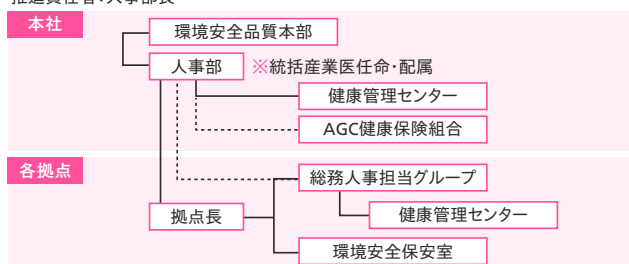 推進責任者:人事部長
本社
環境安全品質本部
人事部 ※統括産業医任命・配属
健康管理センター
AGC健康保険組合
各拠点
総務人事担当グループ
拠点長
健康管理センター
環境安全保安室